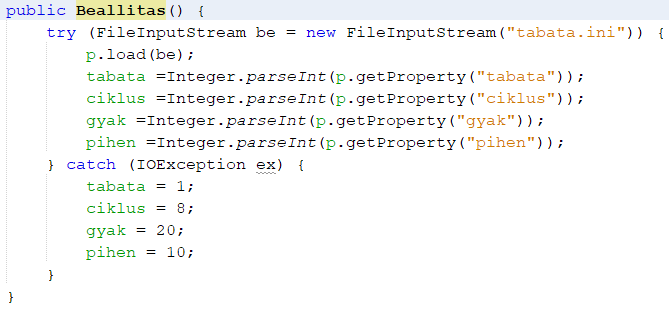 public Beallitas() {
    try (FileInputStream be = new FileInputStream("tabata.ini")) {
        p.load(be);
        tabata =Integer.parseInt(p.getProperty("tabata"));
        ciklus =Integer.parseInt(p.getProperty("ciklus"));
        gyak =Integer.parseInt(p.getProperty("gyak"));
        pihen =Integer.parseInt(p.getProperty("pihen"));
    } catch (IOException ex) {
        tabata = 1;
        ciklus = 8;
        gyak = 20;
        pihen = 10;
    }
}